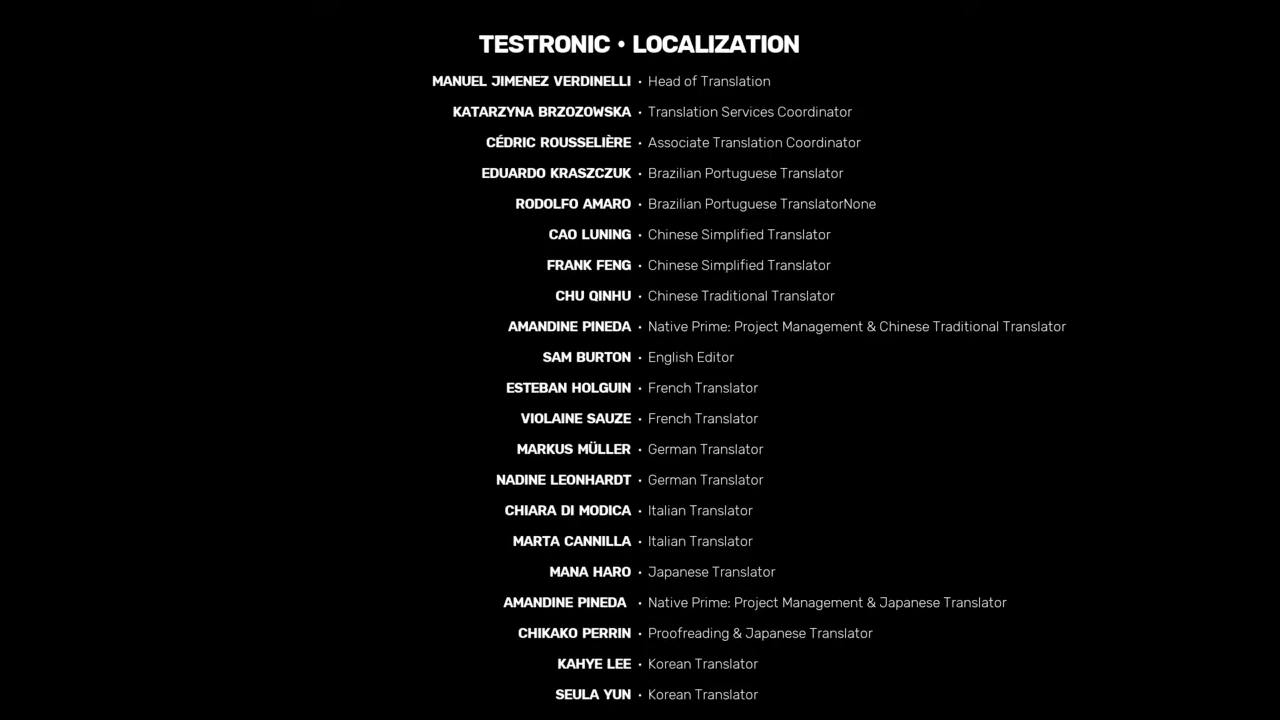 TESTRONIC • LOCALIZATION
MANUEL JIMENEZ VERDINELLI • Head of Translation
KATARZYNA BRZOZOWSKA • Translation Services Coordinator
CÉDRIC ROUSSELIÈRE • Associate Translation Coordinator
EDUARDO KRASZCZUK • Brazilian Portuguese Translator
RODOLFO AMARO • Brazilian Portuguese TranslatorNone
CAO LUNING • Chinese Simplified Translator
FRANK FENG • Chinese Simplified Translator
CHU QINHU • Chinese Traditional Translator
AMANDINE PINEDA • Native Prime: Project Management & Chinese Traditional Translator
SAM BURTON • English Editor
ESTEBAN HOLGUIN • French Translator
VIOLAINE SAUZE • French Translator
MARKUS MÜLLER • German Translator
NADINE LEONHARDT • German Translator
CHIARA DI MODICA • Italian Translator
MARTA CANNILLA • Italian Translator
MANA HARO • Japanese Translator
AMANDINE PINEDA • Native Prime: Project Management & Japanese Translator
CHIKAKO PERRIN • Proofreading & Japanese Translator
KAHYE LEE • Korean Translator
SEULA YUN • Korean Translator